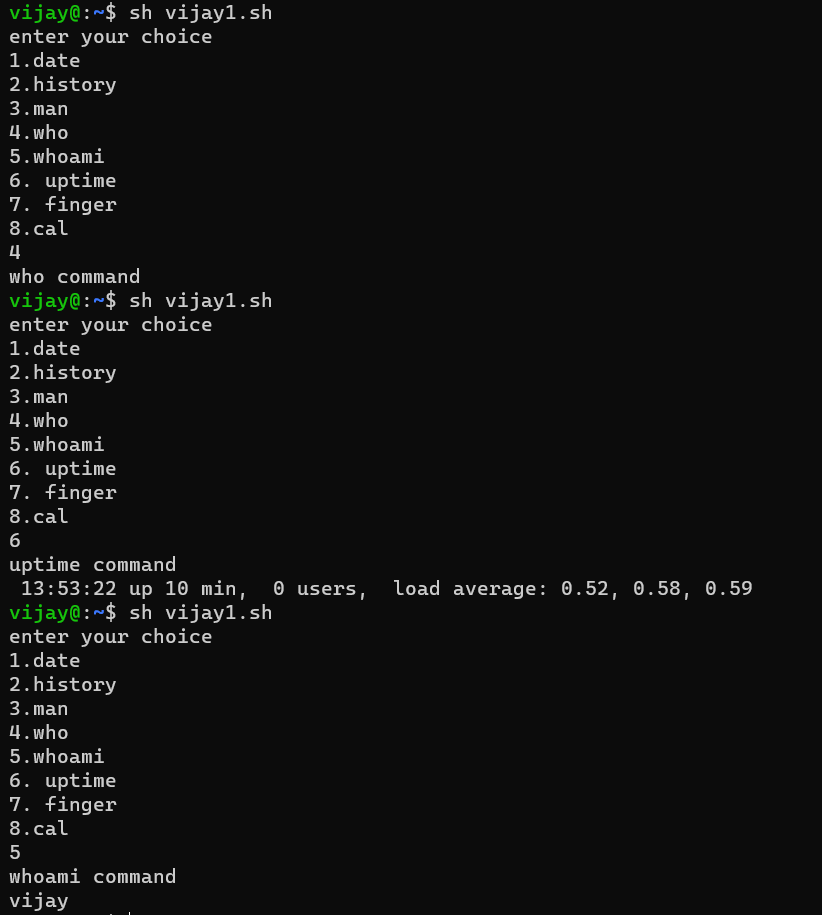 vijay@:~$ sh vijay1.sh
enter your choice
1.date
2.history
3.man
4.who
5.whoami
6. uptime
7. finger
8.cal
4
who command
vijay@:~$ sh vijay1.sh
enter your choice
1.date
2.history
3.man
4.who
5.whoami
6. uptime
7. finger
8.cal
6
uptime command
 13:53:22 up 10 min,  0 users,  load average: 0.52, 0.58, 0.59
vijay@:~$ sh vijay1.sh
enter your choice
1.date
2.history
3.man
4.who
5.whoami
6. uptime
7. finger
8.cal
5
whoami command
vijay